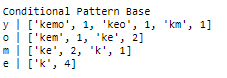 Conditional Pattern Base
y | ['kemo', 1, 'keo', 1, 'km', 1]
o | ['kem', 1, 'ke', 2]
m | ['ke', 2, 'k', 1]
e | ['k', 4]